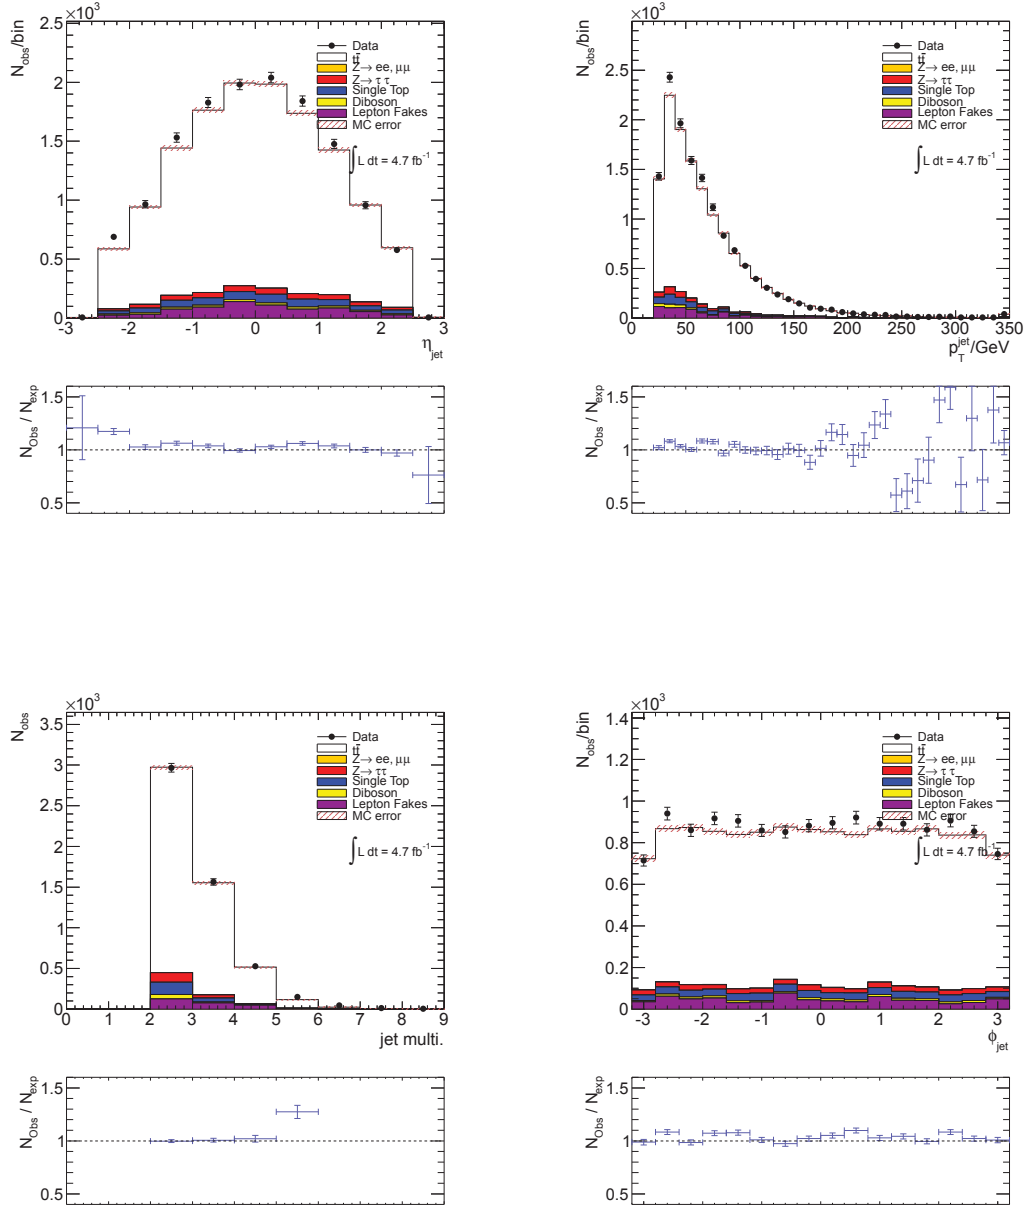 ×10³
N_obs/bin
2.5
2
1.5
1
0.5
0
Data
tt̄
Z→ ee, μμ
Z→ τ τ
Single Top
Diboson
Lepton Fakes
MC error
∫ L dt = 4.7 fb⁻¹
-3 -2 -1 0 1 2 3
η_jet
N_Obs / N_exp
1.5
1
0.5
×10³
N_obs/bin
2.5
2
1.5
1
0.5
0
Data
tt̄
Z→ ee, μμ
Z→ τ τ
Single Top
Diboson
Lepton Fakes
MC error
∫ L dt = 4.7 fb⁻¹
0 50 100 150 200 250 300 350
p_T^jet/GeV
N_Obs / N_exp
1.5
1
0.5
×10³
N_obs
3.5
3
2.5
2
1.5
1
0.5
0
Data
tt̄
Z→ ee, μμ
Z→ ττ
Single Top
Diboson
Lepton Fakes
MC error
∫ L dt = 4.7 fb⁻¹
0 1 2 3 4 5 6 7 8 9
jet multi.
N_Obs / N_exp
1.5
1
0.5
×10³
N_obs/bin
1.4
1.2
1
0.8
0.6
0.4
0.2
0
Data
tt̄
Z→ ee, μμ
Z→ τ τ
Single Top
Diboson
Lepton Fakes
MC error
∫ L dt = 4.7 fb⁻¹
-3 -2 -1 0 1 2 3
ϕ_jet
N_Obs / N_exp
1.5
1
0.5